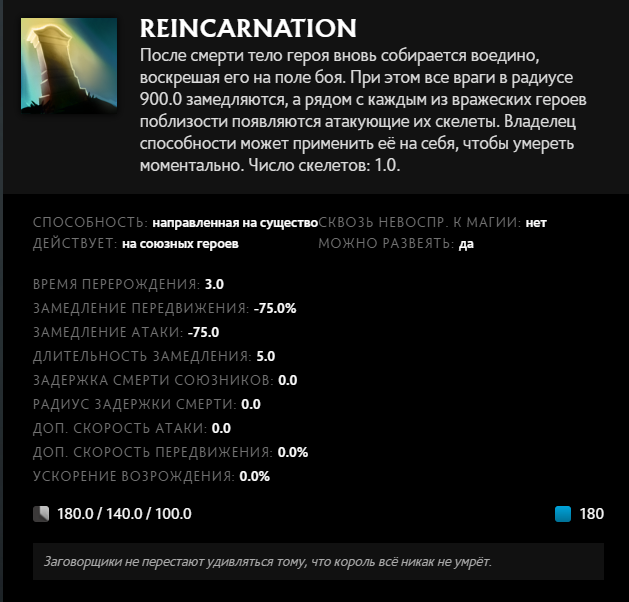 REINCARNATION
После смерти тело героя вновь собирается воедино,
воскрешая его на поле боя. При этом все враги в радиусе
900.0 замедляются, а рядом с каждым из вражеских героев
поблизости появляются атакующие их скелеты. Владелец
способности может применить её на себя, чтобы умереть
моментально. Число скелетов: 1.0.
СПОСОБНОСТЬ: направленная на существо СКВОЗЬ НЕВОСПР. К МАГИИ: нет
ДЕЙСТВУЕТ: на союзных героев МОЖНО РАЗВЕЯТЬ: да
ВРЕМЯ ПЕРЕРОЖДЕНИЯ: 3.0
ЗАМЕДЛЕНИЕ ПЕРЕДВИЖЕНИЯ: -75.0%
ЗАМЕДЛЕНИЕ АТАКИ: -75.0
ДЛИТЕЛЬНОСТЬ ЗАМЕДЛЕНИЯ: 5.0
ЗАДЕРЖКА СМЕРТИ СОЮЗНИКОВ: 0.0
РАДИУС ЗАДЕРЖКИ СМЕРТИ: 0.0
ДОП. СКОРОСТЬ АТАКИ: 0.0
ДОП. СКОРОСТЬ ПЕРЕДВИЖЕНИЯ: 0.0%
УСКОРЕНИЕ ВОЗРОЖДЕНИЯ: 0.0%
180.0 / 140.0 / 100.0 180
Заговорщики не перестают удивляться тому, что король всё никак не умрёт.